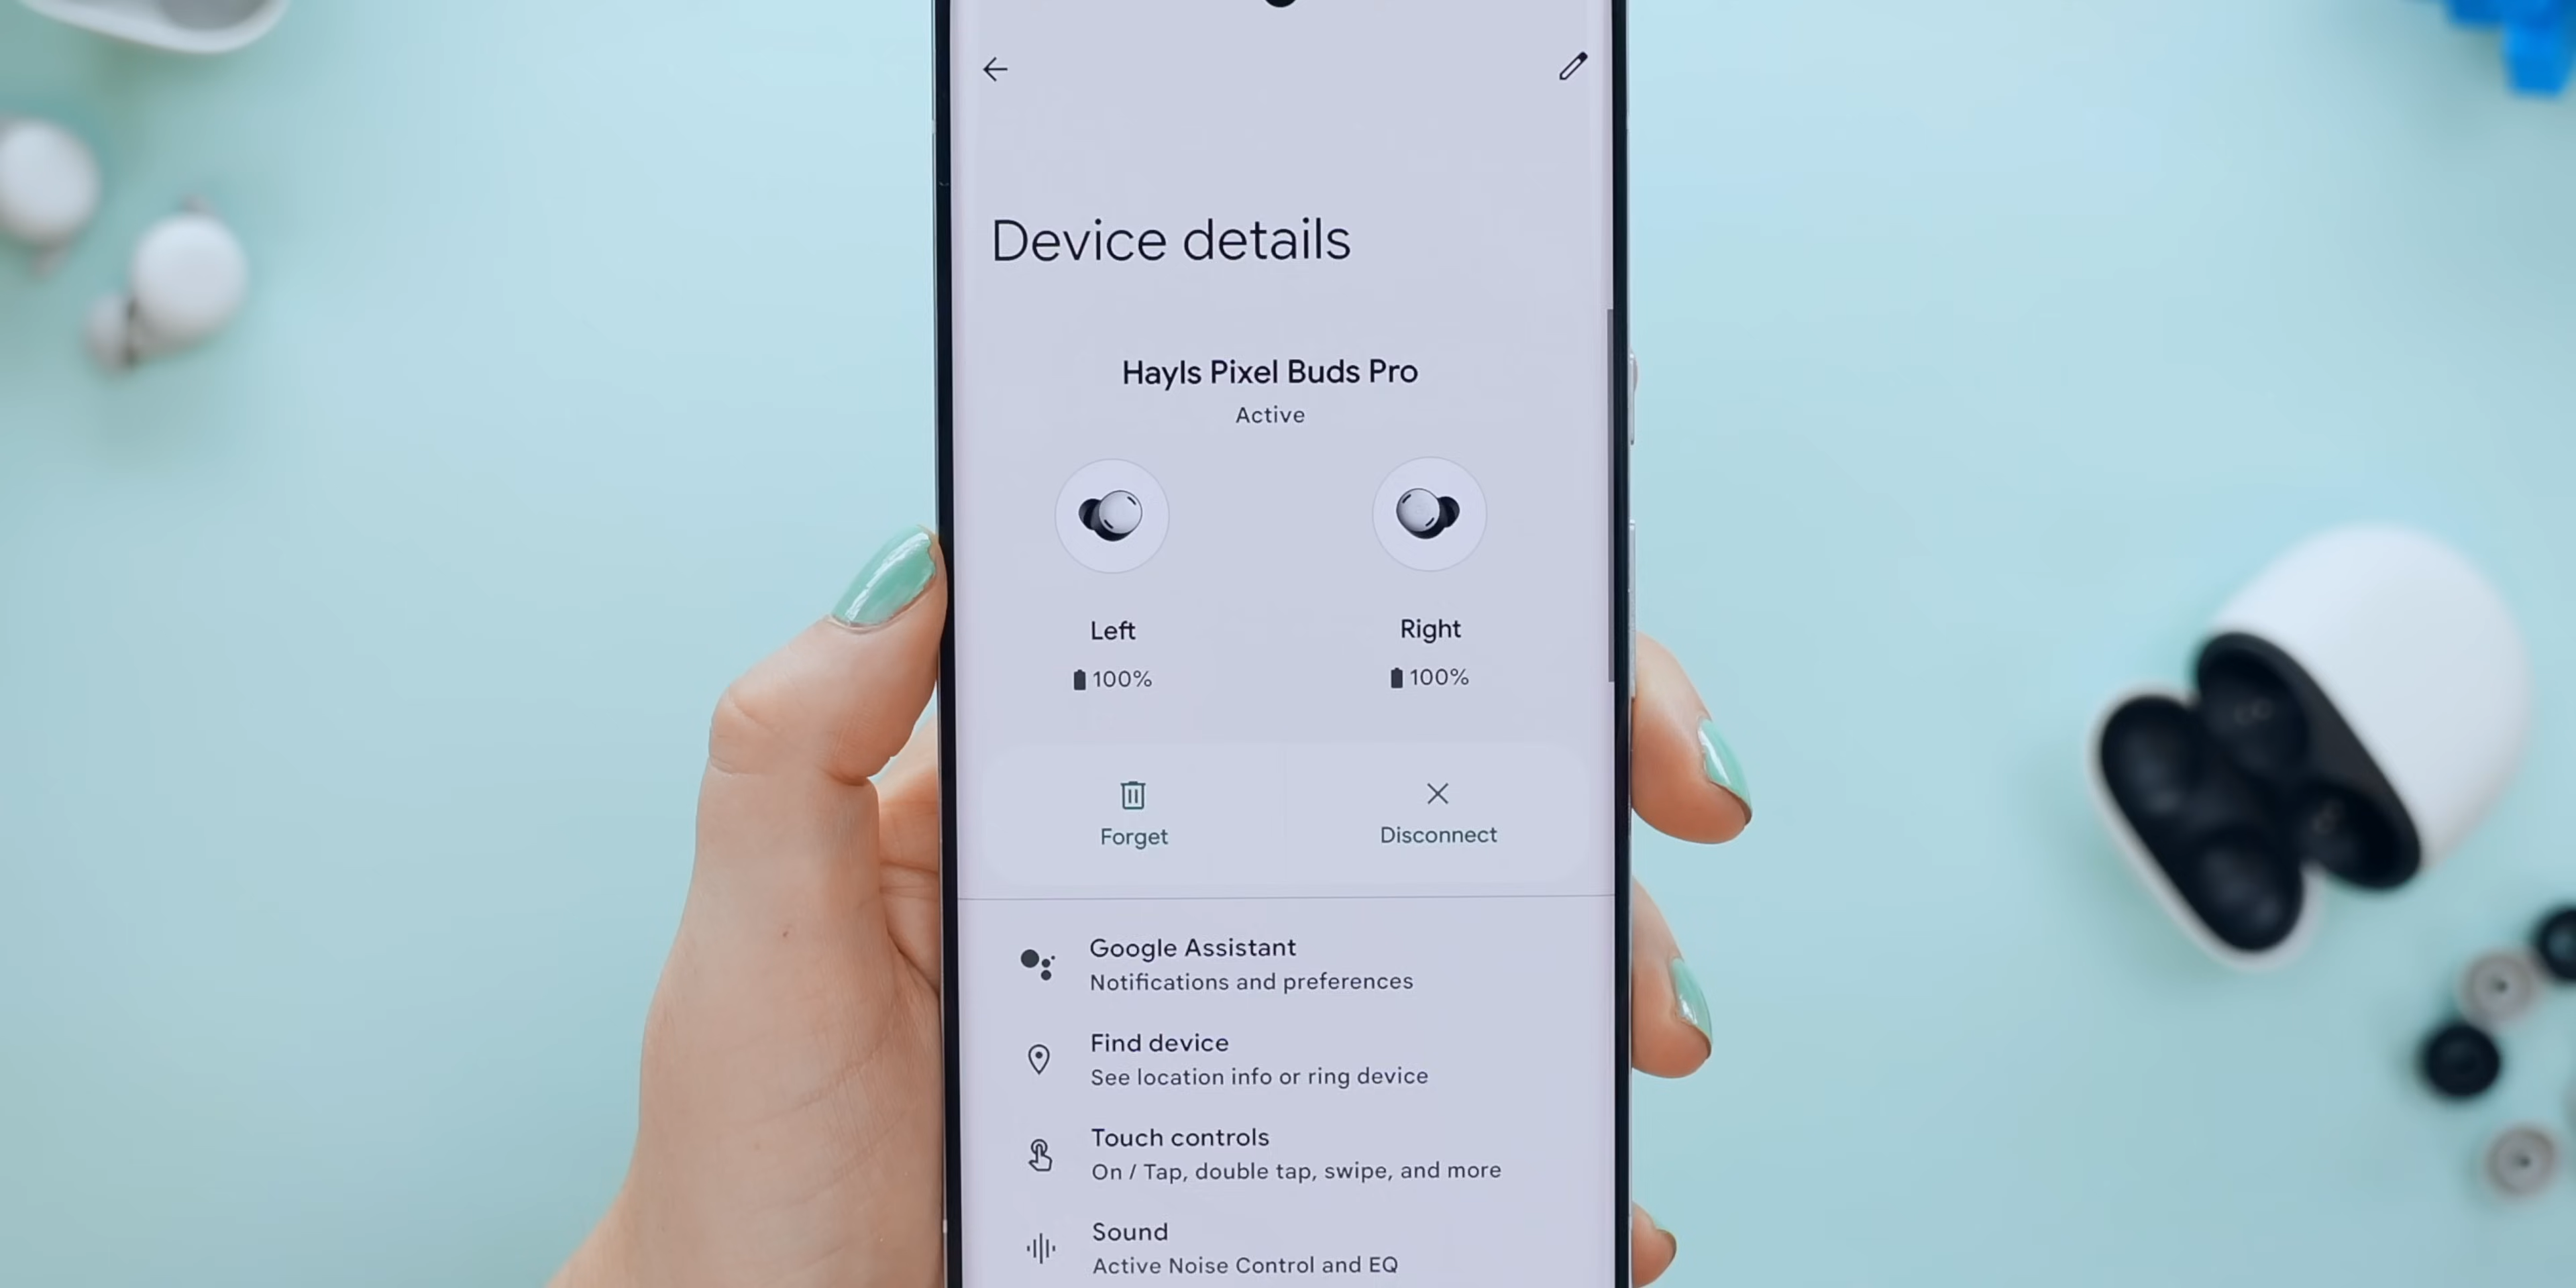 Device details
Hayls Pixel Buds Pro
Active
Left
Right
100%
100%
Forget
Disconnect
Google Assistant
Notifications and preferences
Find device
See location info or ring device
Touch controls
On / Tap, double tap, swipe, and more
Sound
Active Noise Control and EQ